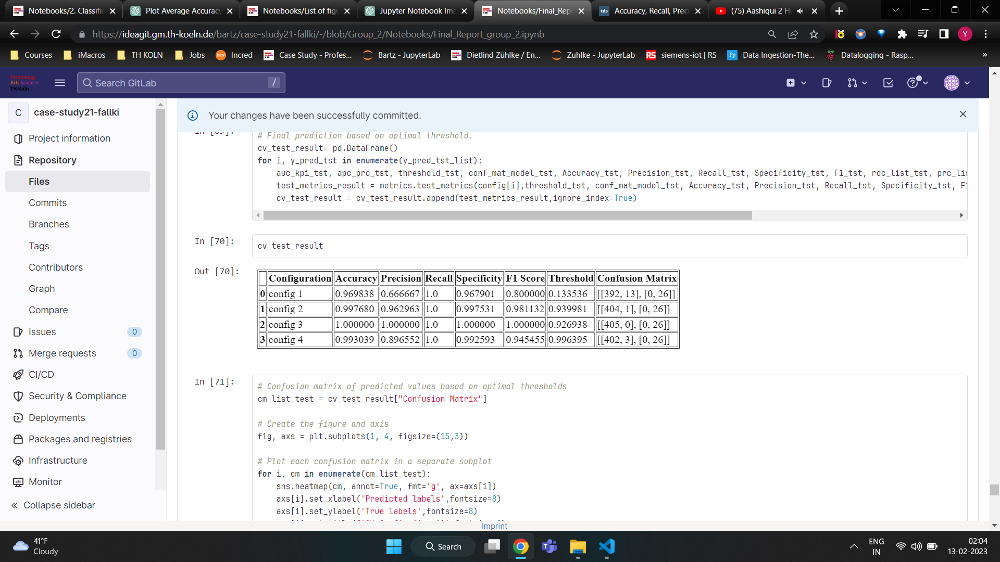 Notebooks/2. Classific
Plot Average Accuracy
Notebooks/List of figu
Jupyter Notebook Ima
Notebooks/Final_Repo
tds
Accuracy, Recall, Preci
(75) Aashiqui 2 H
https://ideagit.gm.th-koeln.de/bartz/case-study21-fallki/-/blob/Group_2/Notebooks/Final_Report_group_2.ipynb
Y
Courses
iMacros
TH KOLN
Jobs
Incred
Case Study - Profes...
Bartz - JupyterLab
Dietlind Zühlke / En...
Zuhlke - JupyterLab
RS
siemens-iot | RS
Pp
Data Ingestion-The...
Datalogging - Rasp...
»
Technology
Arts Sciences
TH Köln
Search GitLab
/
C
case-study21-fallki
Project information
Repository
Files
Commits
Branches
Tags
Contributors
Graph
Compare
Issues 0
Merge requests 0
CI/CD
Security & Compliance
Deployments
Packages and registries
Infrastructure
Monitor
« Collapse sidebar
Your changes have been successfully committed.
In [69]:
# Final prediction based on optimal threshold.
cv_test_result= pd.DataFrame()
for i, y_pred_tst in enumerate(y_pred_tst_list):
auc_kpi_tst, apc_prc_tst, threshold_tst, conf_mat_model_tst, Accuracy_tst, Precision_tst, Recall_tst, Specificity_tst, F1_tst, roc_list_tst, prc_lis
test_metrics_result = metrics.test_metrics(config[i],threshold_tst, conf_mat_model_tst, Accuracy_tst, Precision_tst, Recall_tst, Specificity_tst, F1
cv_test_result = cv_test_result.append(test_metrics_result,ignore_index=True)
In [70]:
cv_test_result
Out [70]:
Configuration Accuracy Precision Recall Specificity F1 Score Threshold Confusion Matrix
0 config 1 0.969838 0.666667 1.0 0.967901 0.800000 0.133536 [[392, 13], [0, 26]]
1 config 2 0.997680 0.962963 1.0 0.997531 0.981132 0.939981 [[404, 1], [0, 26]]
2 config 3 1.000000 1.000000 1.0 1.000000 1.000000 0.926938 [[405, 0], [0, 26]]
3 config 4 0.993039 0.896552 1.0 0.992593 0.945455 0.996395 [[402, 3], [0, 26]]
In [71]:
# Confusion matrix of predicted values based on optimal thresholds
cm_list_test = cv_test_result["Confusion Matrix"]
# Create the figure and axis
fig, axs = plt.subplots(1, 4, figsize=(15,3))
# Plot each confusion matrix in a separate subplot
for i, cm in enumerate(cm_list_test):
sns.heatmap(cm, annot=True, fmt='g', ax=axs[i])
axs[i].set_xlabel('Predicted labels',fontsize=8)
axs[i].set_ylabel('True labels',fontsize=8)
Imprint
41°F
Cloudy
Search
ENG
IN
02:04
13-02-2023